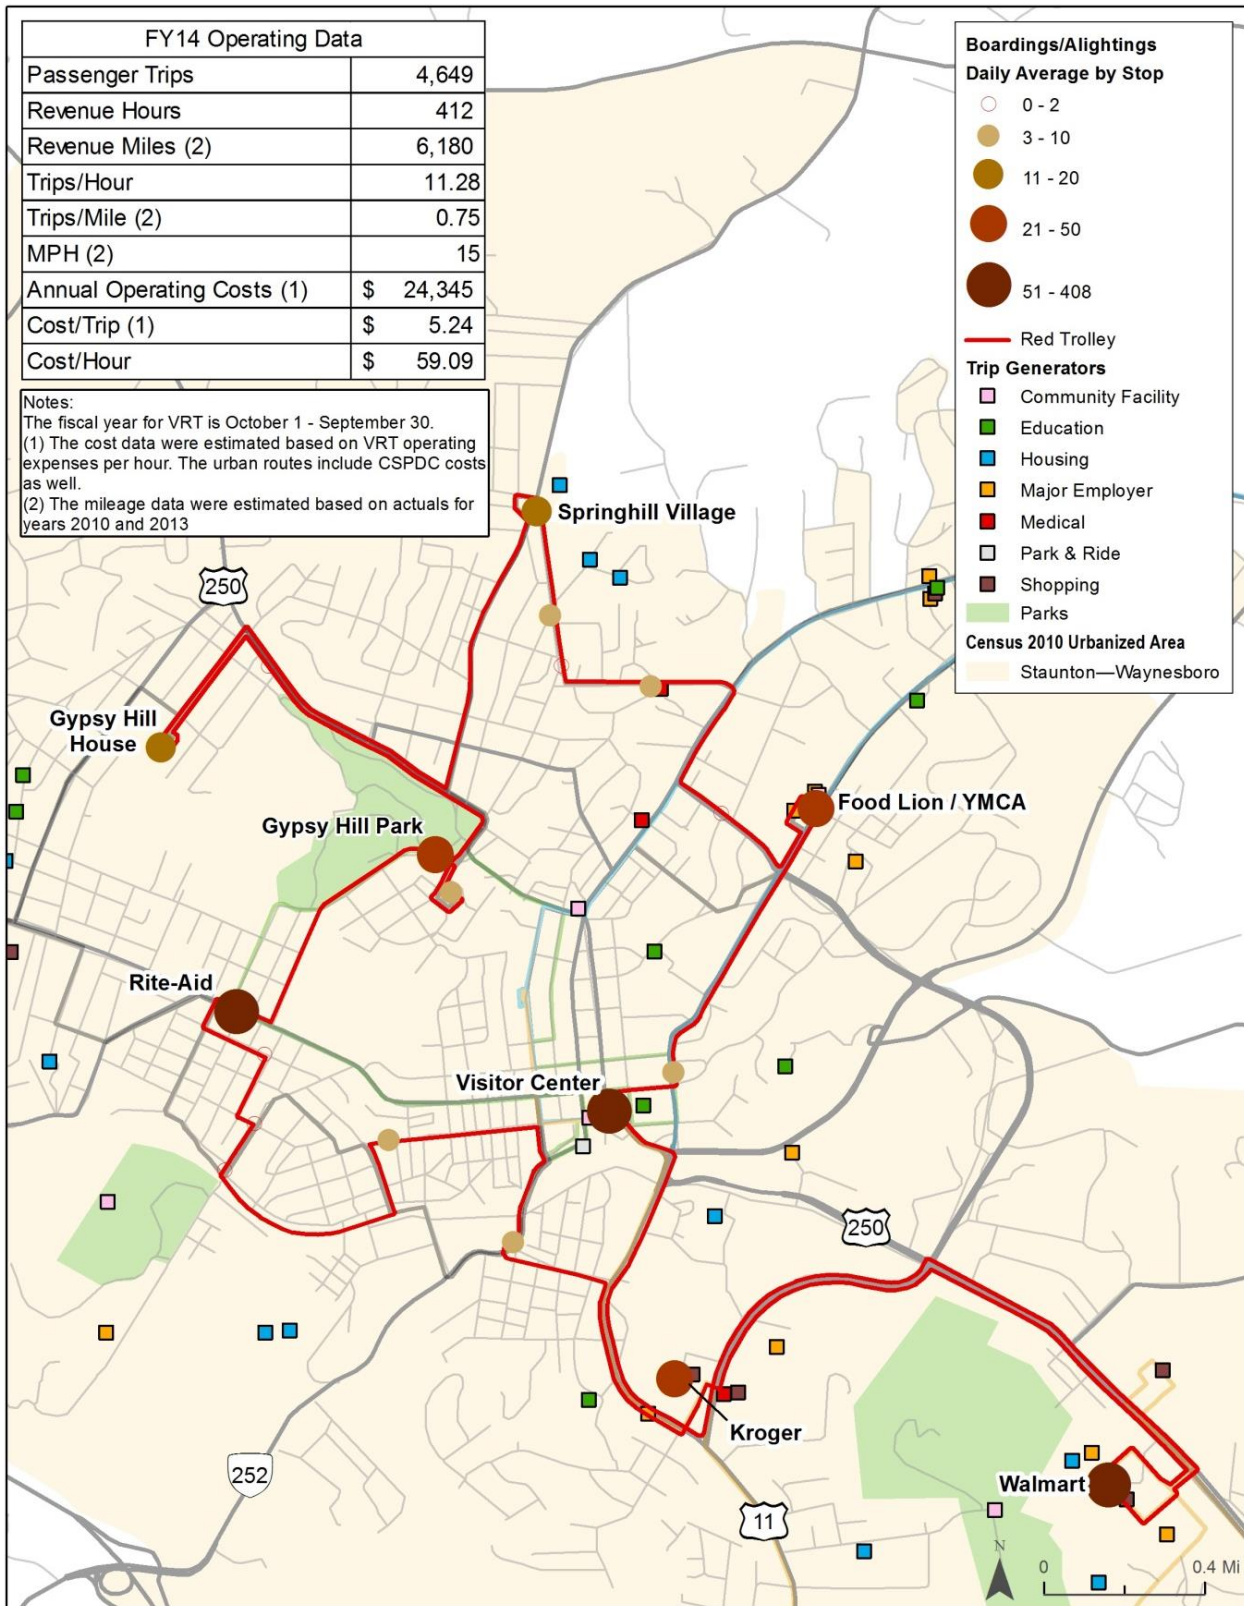 FY14 Operating Data
Passenger Trips 4,649
Revenue Hours 412
Revenue Miles (2) 6,180
Trips/Hour 11.28
Trips/Mile (2) 0.75
MPH (2) 15
Annual Operating Costs (1) $ 24,345
Cost/Trip (1) $ 5.24
Cost/Hour $ 59.09
Notes:
The fiscal year for VRT is October 1 - September 30.
(1) The cost data were estimated based on VRT operating
expenses per hour. The urban routes include CSPDC costs
as well.
(2) The mileage data were estimated based on actuals for
years 2010 and 2013
Boardings/Alightings
Daily Average by Stop
0 - 2
3 - 10
11 - 20
21 - 50
51 - 408
Red Trolley
Trip Generators
Community Facility
Education
Housing
Major Employer
Medical
Park & Ride
Shopping
Parks
Census 2010 Urbanized Area
Staunton—Waynesboro
Springhill Village
250
Gypsy Hill
House
Food Lion / YMCA
Gypsy Hill Park
Rite-Aid
Visitor Center
250
Kroger
252
Walmart
11
N
0 0.4 Mi